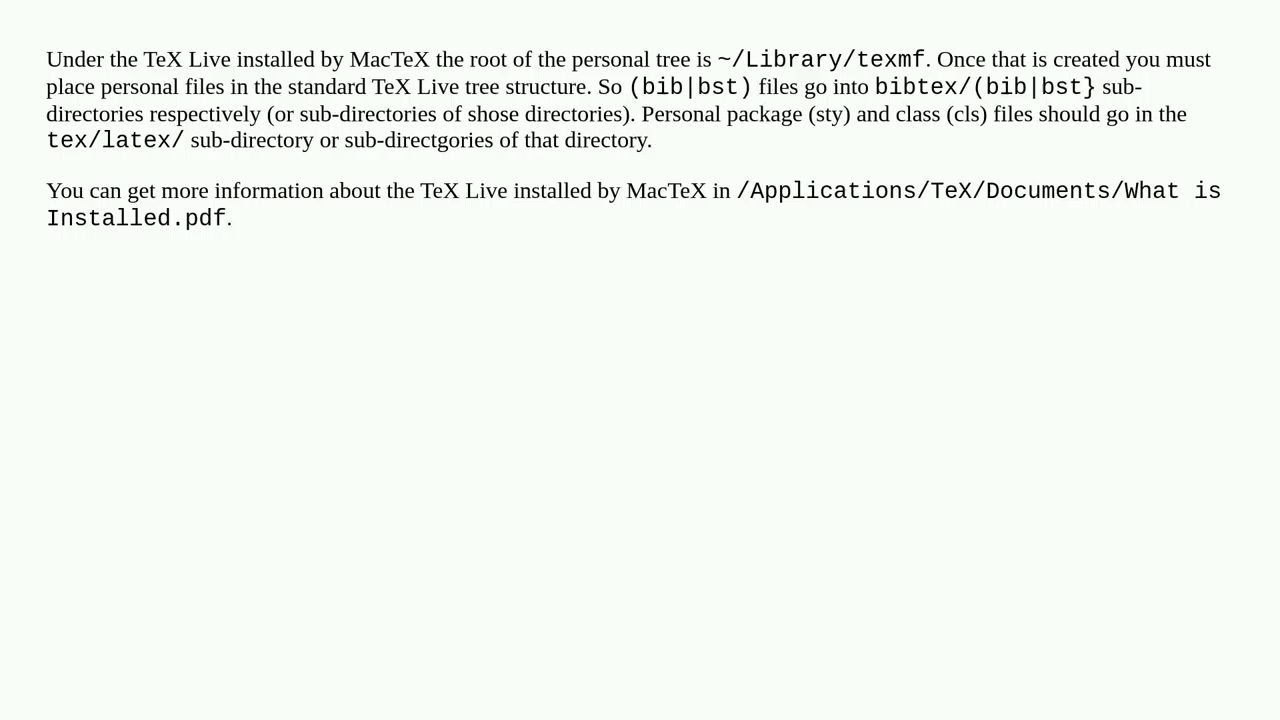 Under the TeX Live installed by MacTeX the root of the personal tree is ~/Library/texmf. Once that is created you must
place personal files in the standard TeX Live tree structure. So (bib|bst) files go into bibtex/(bib|bst} sub-
directories respectively (or sub-directories of shose directories). Personal package (sty) and class (cls) files should go in the
tex/latex/ sub-directory or sub-directgories of that directory.
You can get more information about the TeX Live installed by MacTeX in /Applications/TeX/Documents/What is
Installed.pdf.